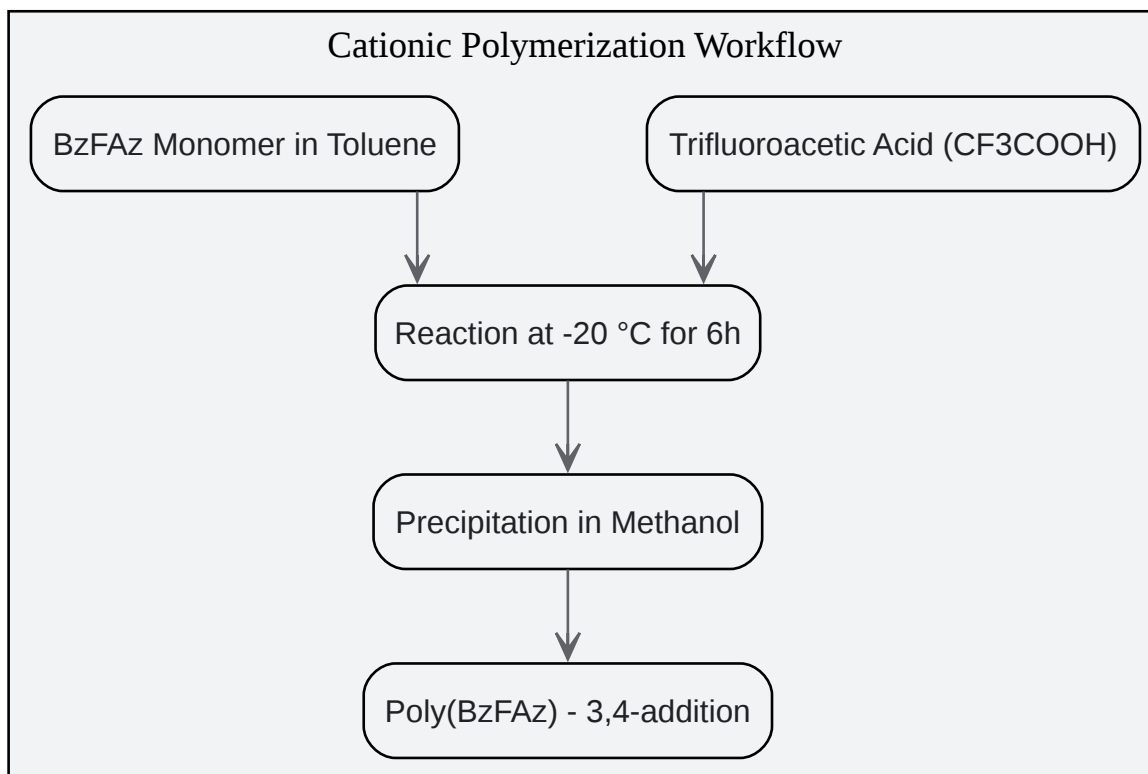 Cationic Polymerization Workflow
BzFAz Monomer in Toluene
Trifluoroacetic Acid (CF3COOH)
Reaction at -20 °C for 6h
Precipitation in Methanol
Poly(BzFAz) - 3,4-addition